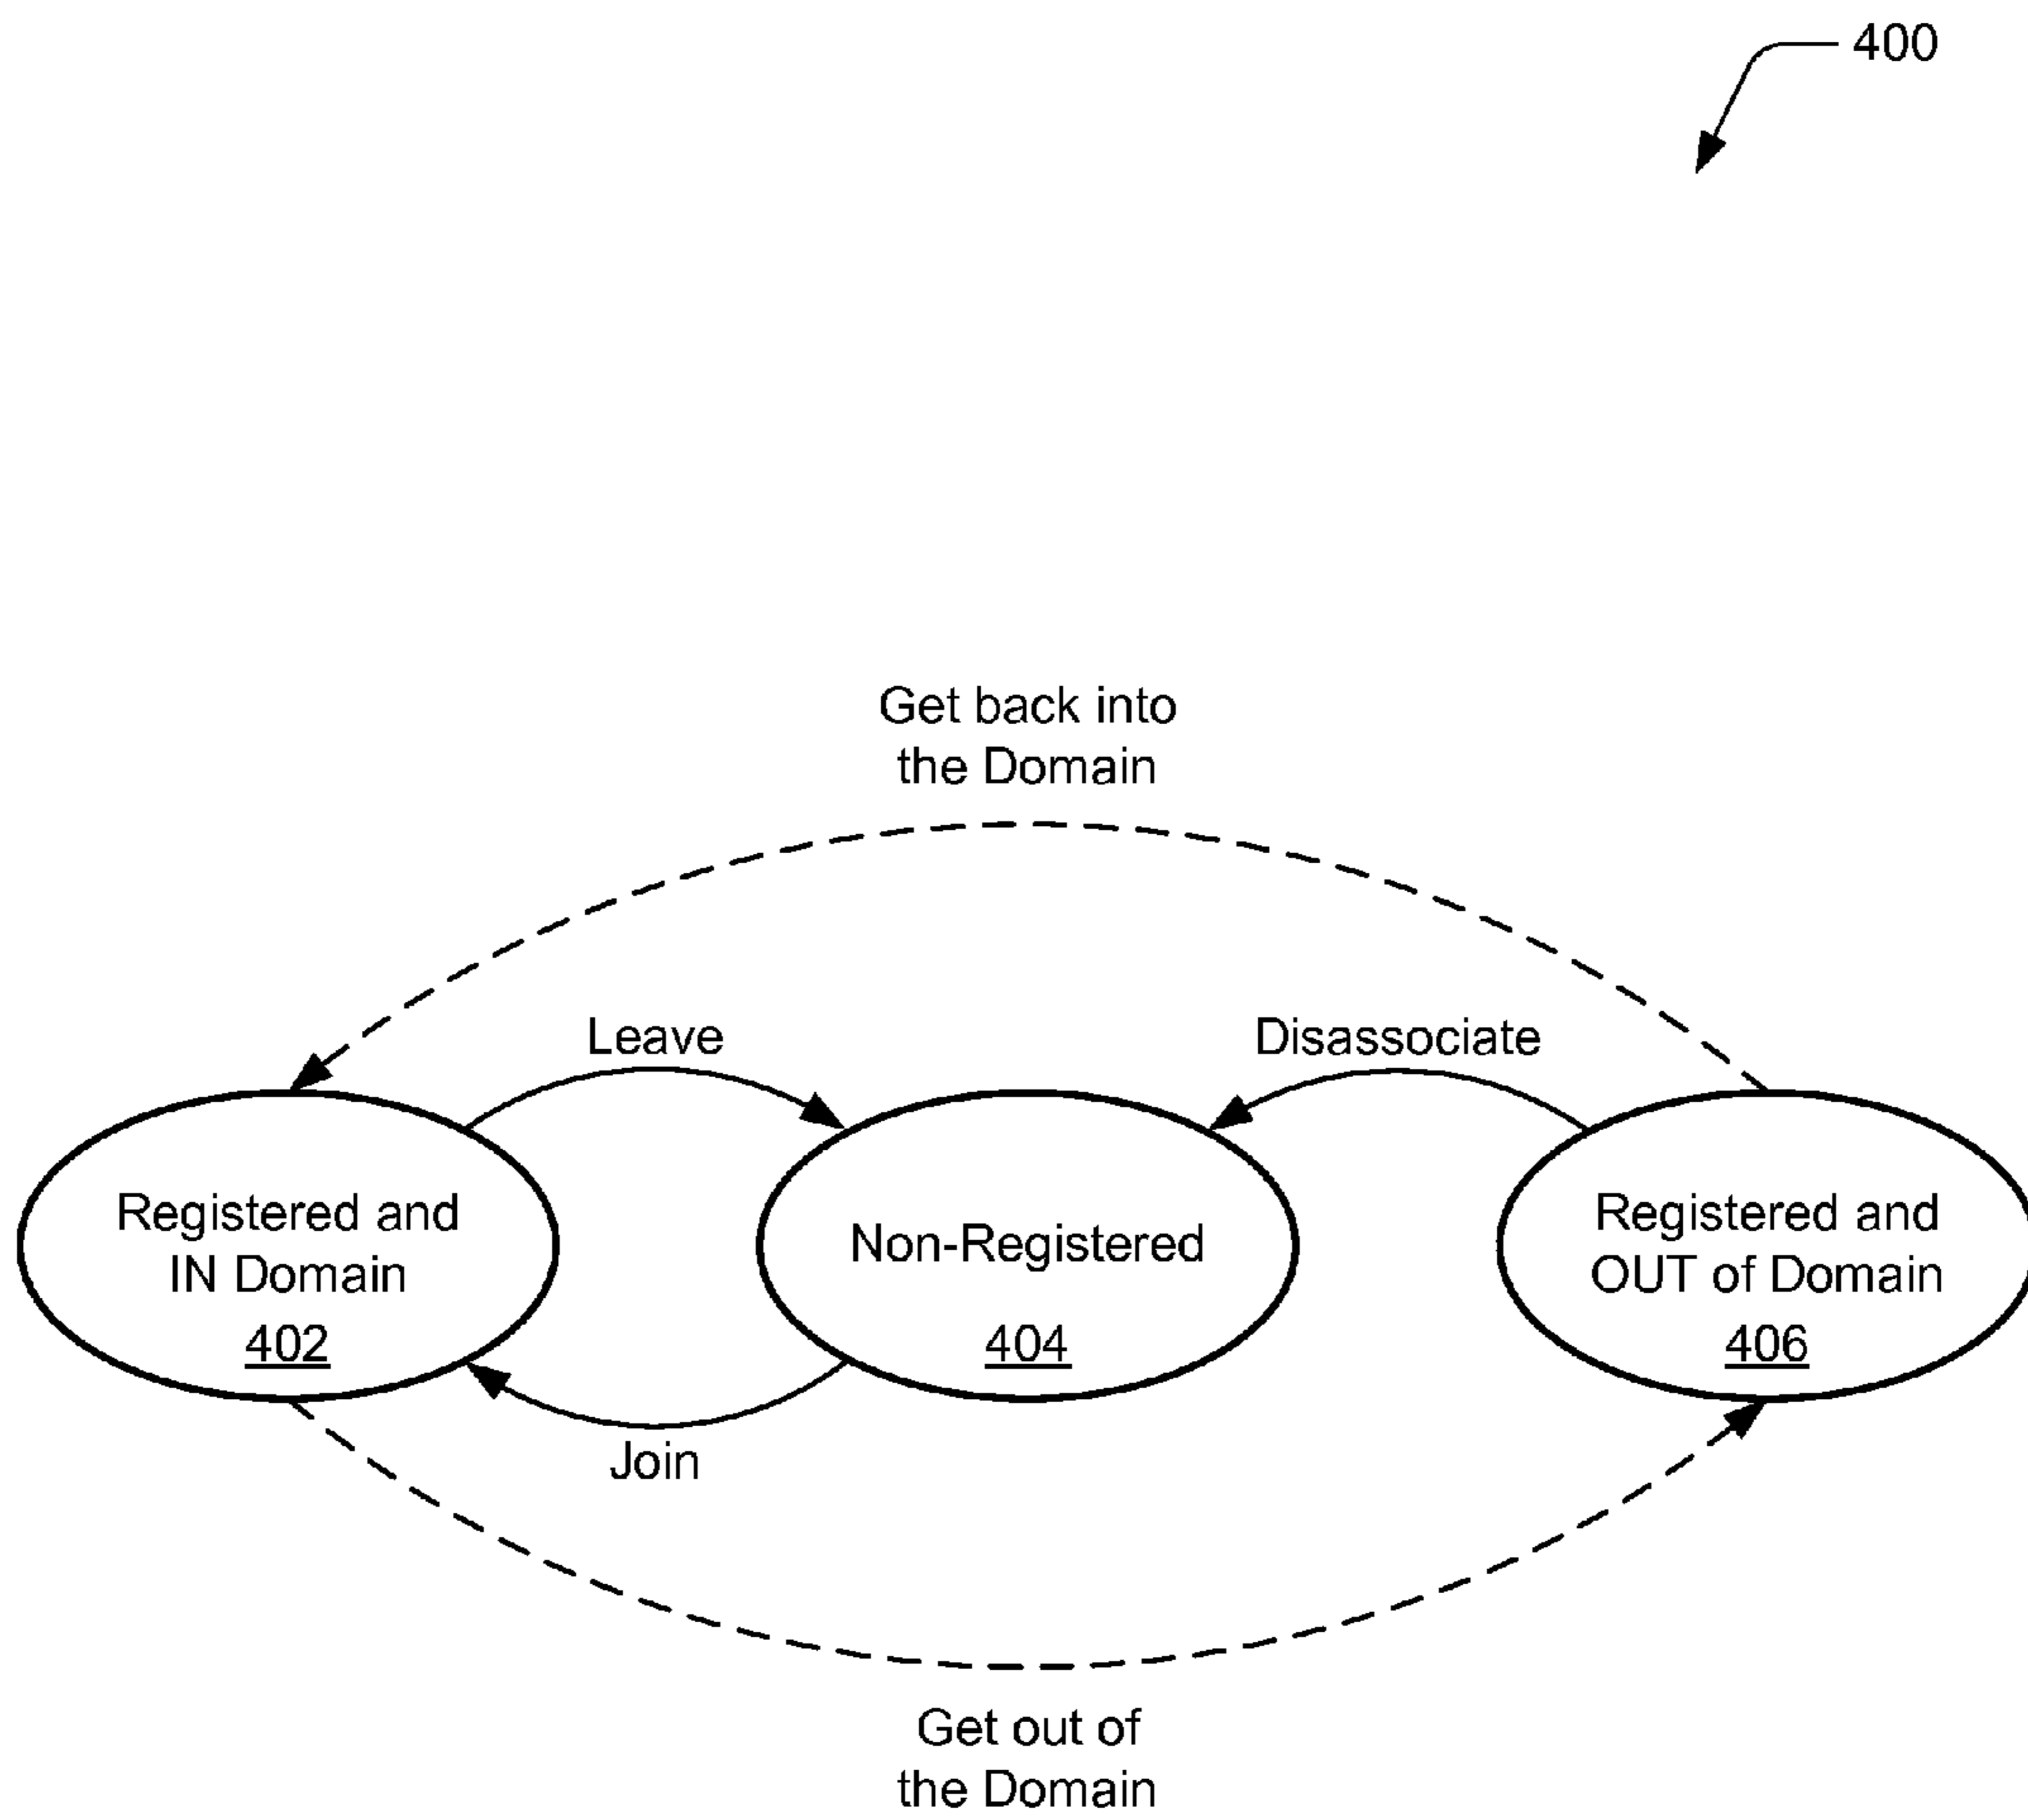 400
Get back into
the Domain
Leave
Disassociate
Registered and
IN Domain
402
Non-Registered
404
Registered and
OUT of Domain
406
Join
Get out of
the Domain